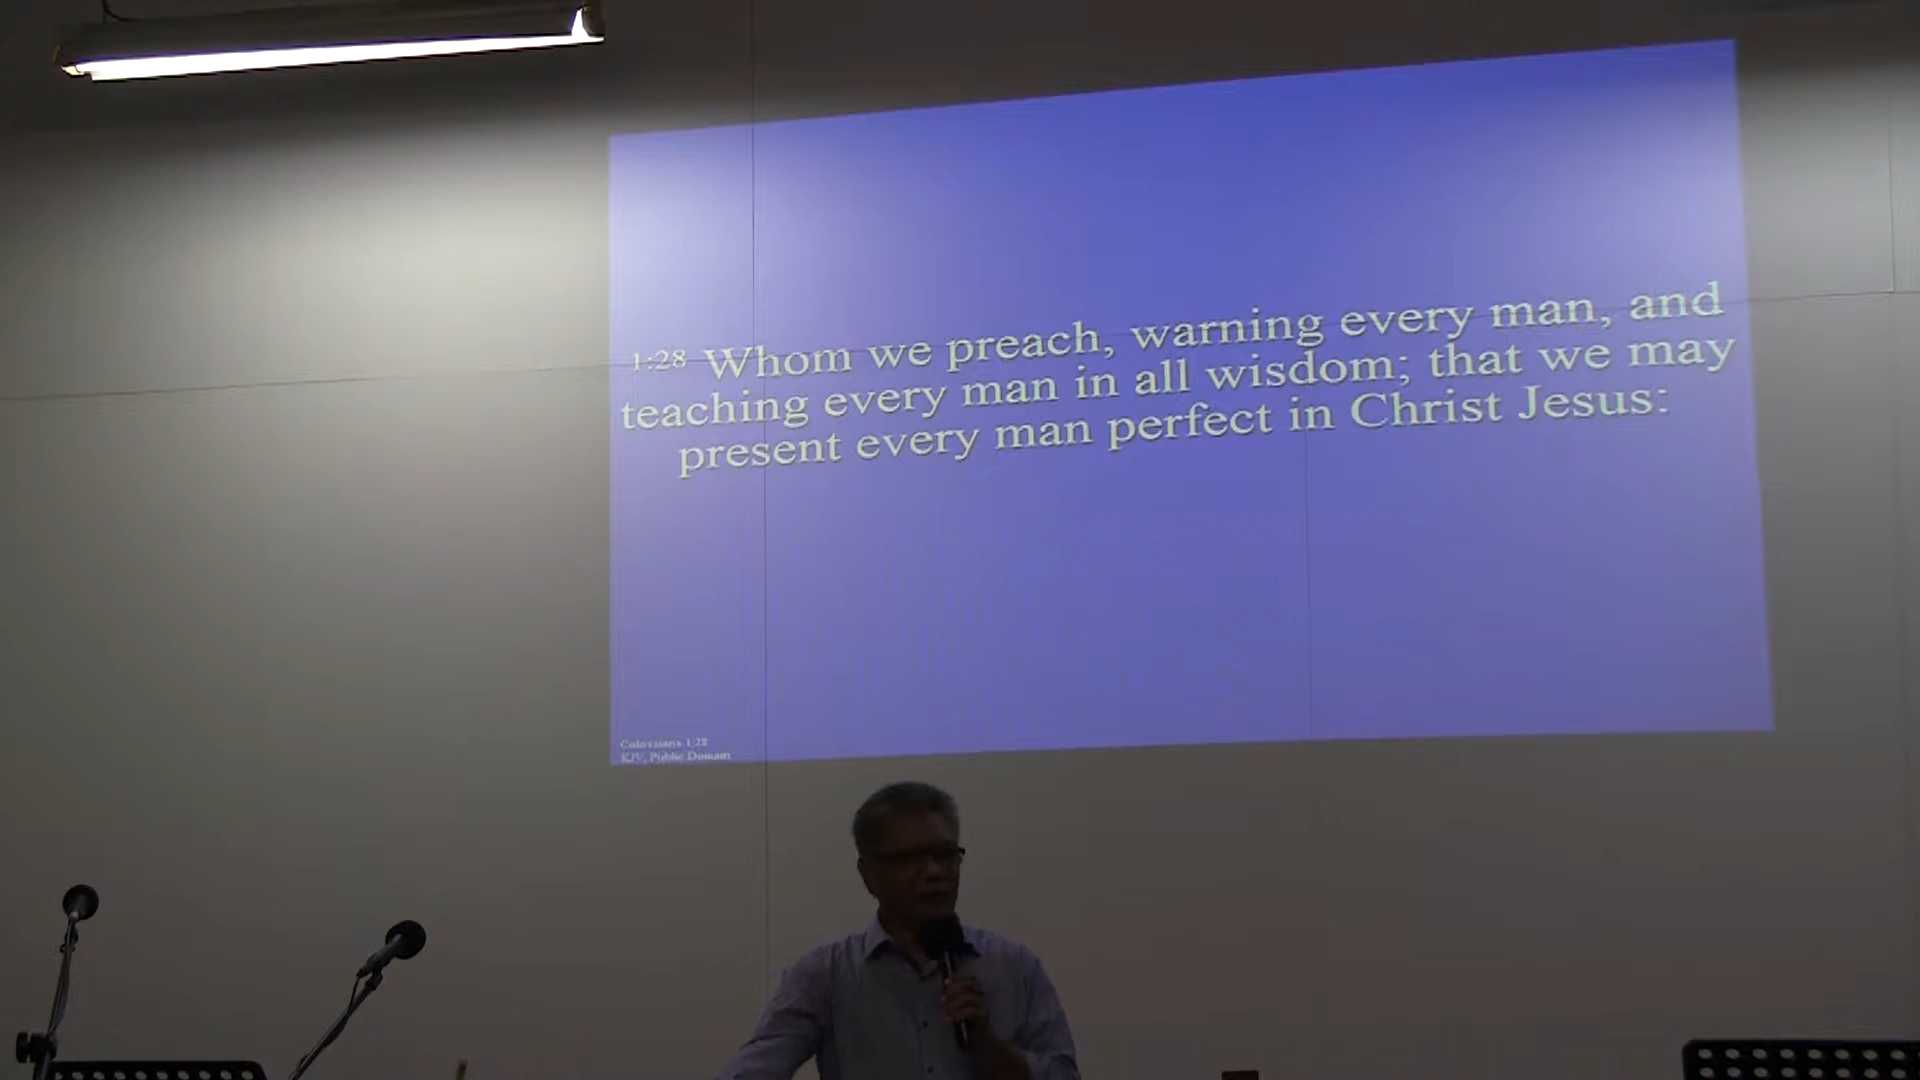 1:28 Whom we preach, warning every man, and
teaching every man in all wisdom; that we may
present every man perfect in Christ Jesus:
Colossians 1:28
KJV, Public Domain